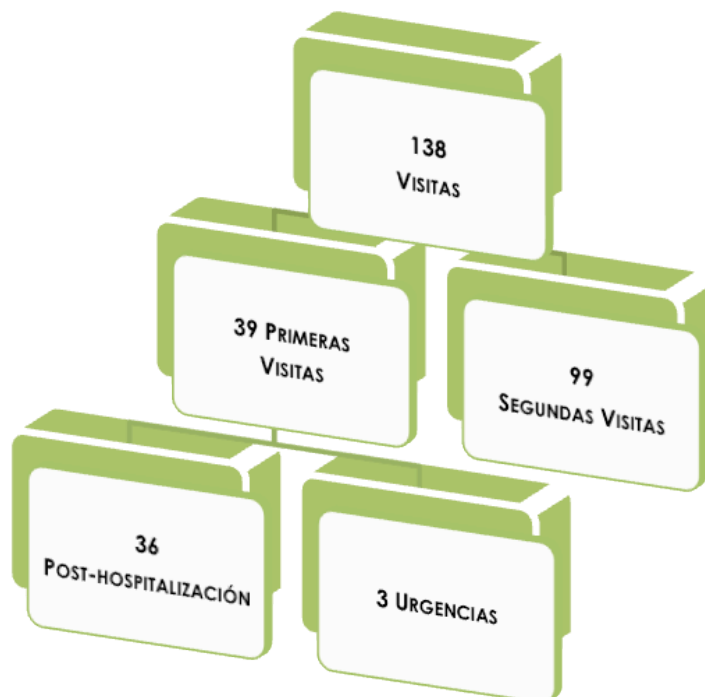 138
Visitas
39 Primeras
Visitas
99
Segundas Visitas
36
Post-hospitalización
3 Urgencias